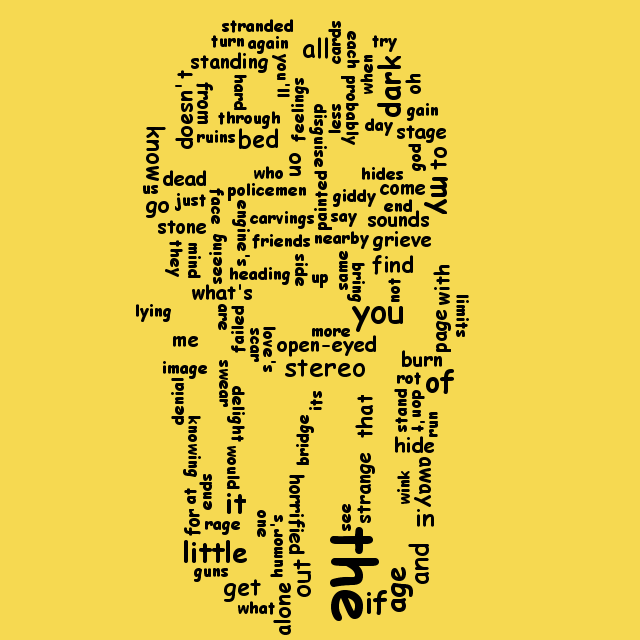 stranded
turn again
all
cards
each probably
try
standing
you'll
when
dark
oh
doesn't
from
hard
feelings
less
gain
through
disguise
day
stage
knows
ruins
bed
on
god
to
my
us
dead
who
hides
go
just
policemen
painted
giddy
come
face
engine's
carvings
say
end
sounds
stone
friends
nearby
grieve
they
mind
seeing
heading
side
up
same
bring
find
not
with
page
limits
what's
lying
are
failed
scar
love's
more
you
me
open-eyed
burn
image
stereo
rot
of
denial
swear
delight
its
that
stand
don't
run
knowing
would
bridge
hide
away
at
ends
it
horrified
strange
wink
in
for
rage
one
humor's
see
the
little
out
and
guns
get
what
alone
if
age